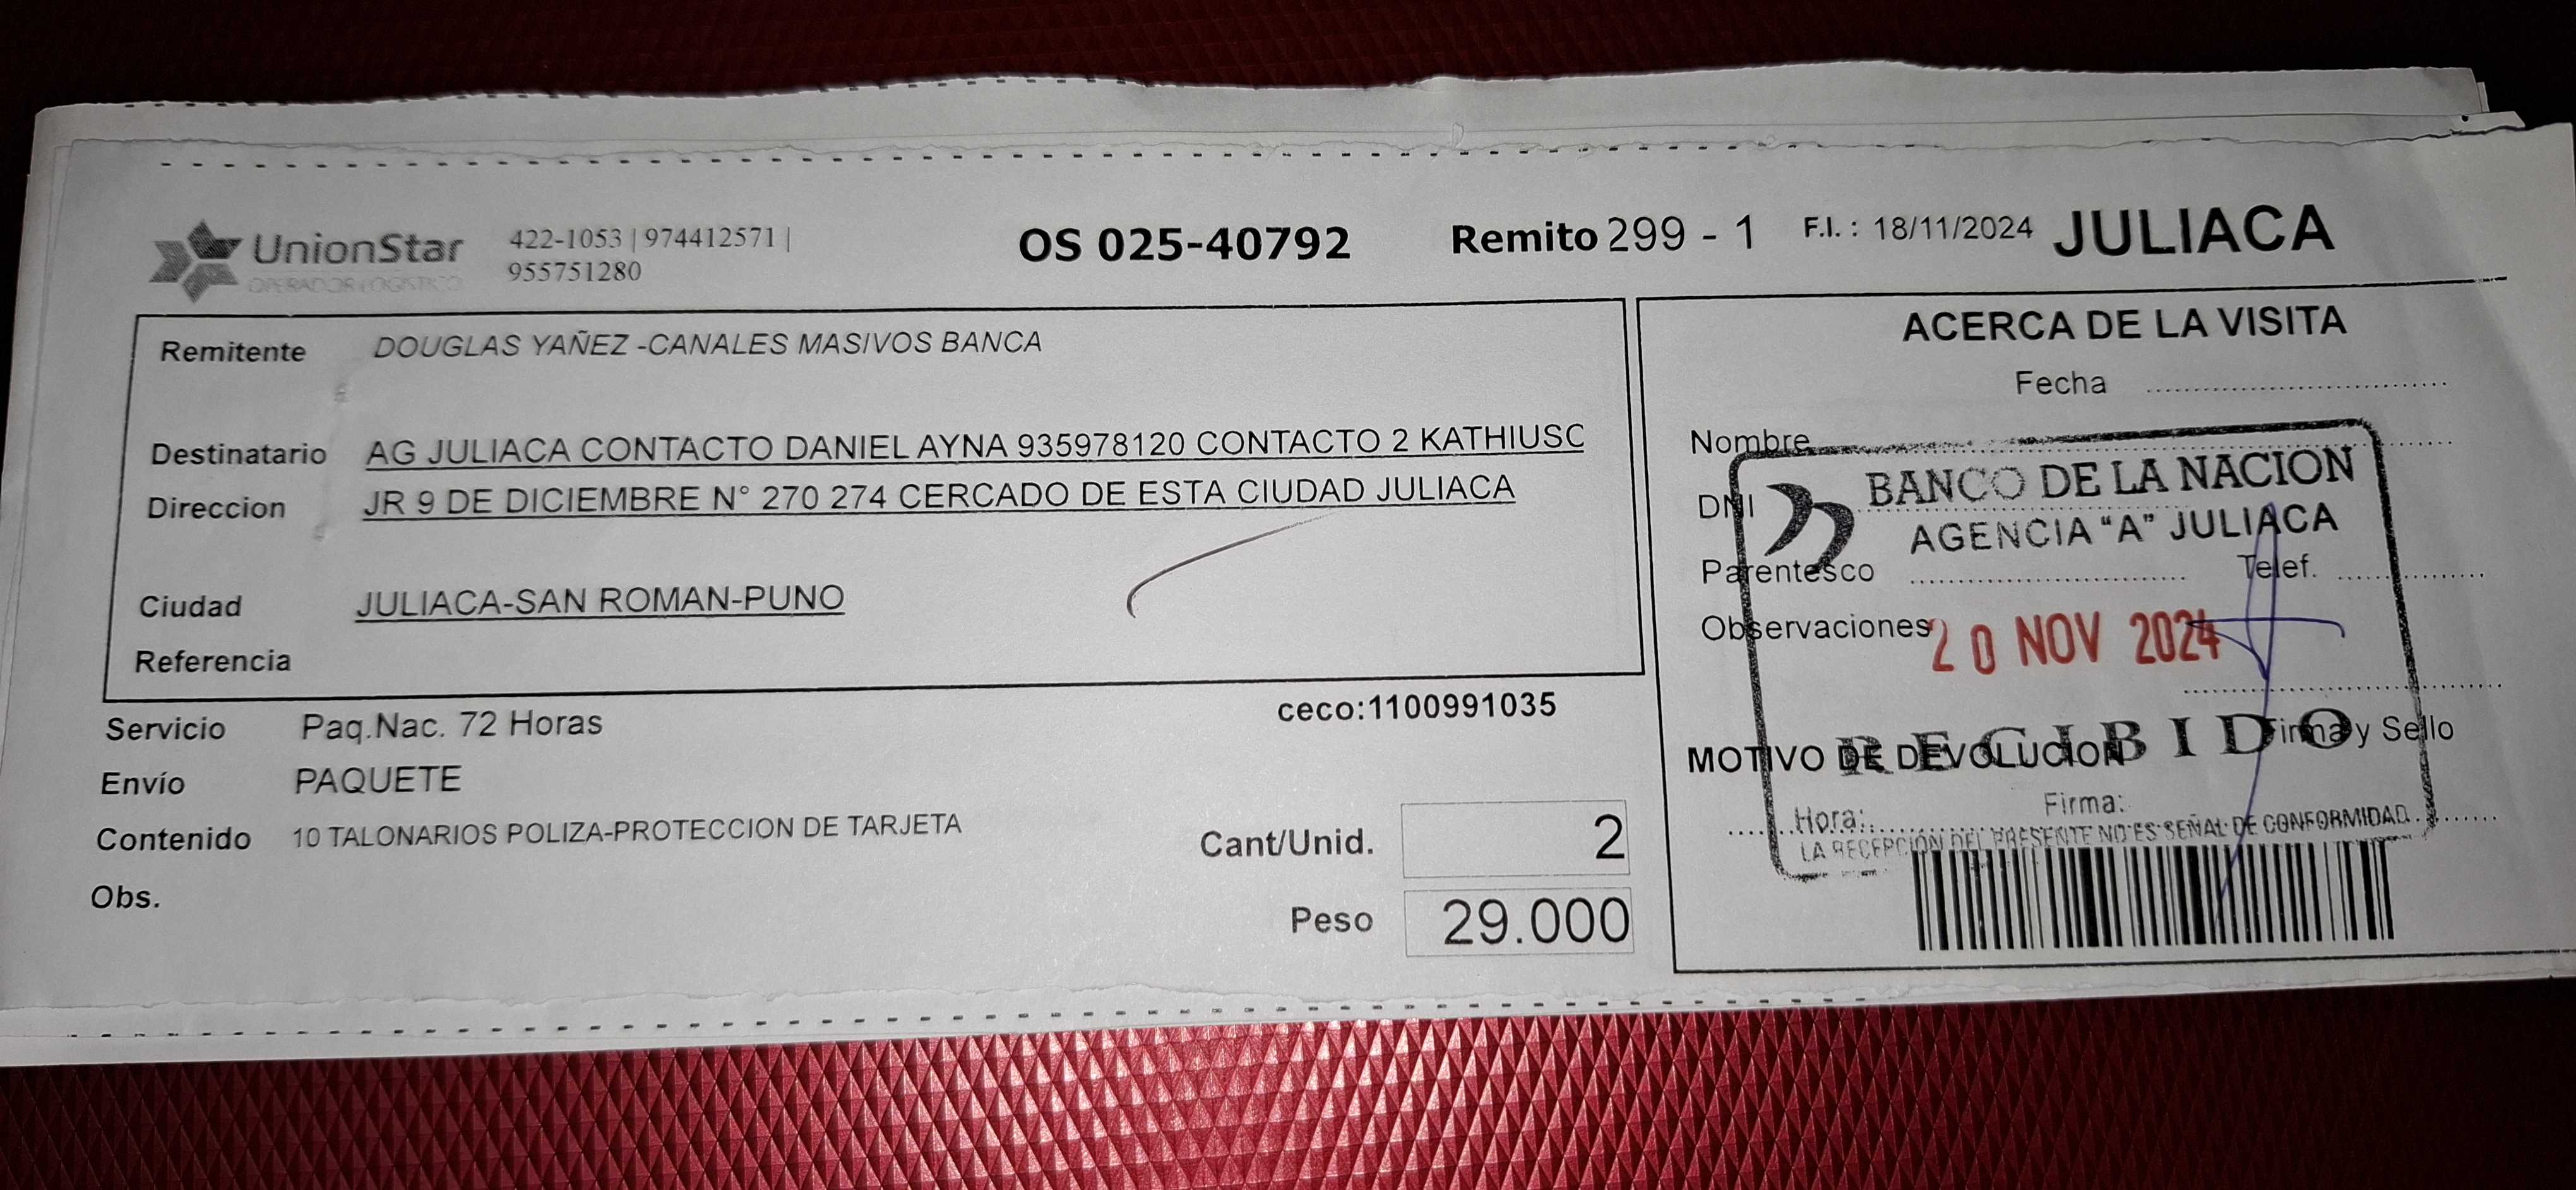 UnionStar
OPERADOR LOGISTICO
422-1053 | 974412571 |
955751280
OS 025-40792
Remito 299 - 1
F.I. : 18/11/2024
JULIACA
Remitente DOUGLAS YAÑEZ -CANALES MASIVOS BANCA
Destinatario AG JULIACA CONTACTO DANIEL AYNA 935978120 CONTACTO 2 KATHIUSC
Direccion JR 9 DE DICIEMBRE N° 270 274 CERCADO DE ESTA CIUDAD JULIACA
Ciudad JULIACA-SAN ROMAN-PUNO
Referencia
ceco:1100991035
Servicio Paq.Nac. 72 Horas
Envío PAQUETE
Contenido 10 TALONARIOS POLIZA-PROTECCION DE TARJETA
Obs.
Cant/Unid. 2
Peso 29.000
ACERCA DE LA VISITA
Fecha
Nombre
DNI
Parentesco Telef.
Observaciones
Firma y Sello
MOTIVO DE DEVOLUCION
BANCO DE LA NACION
AGENCIA "A" JULIACA
20 NOV 2024
RECIBIDO
Hora: Firma:
LA RECEPCIÓN DEL PRESENTE NO ES SEÑAL DE CONFORMIDAD